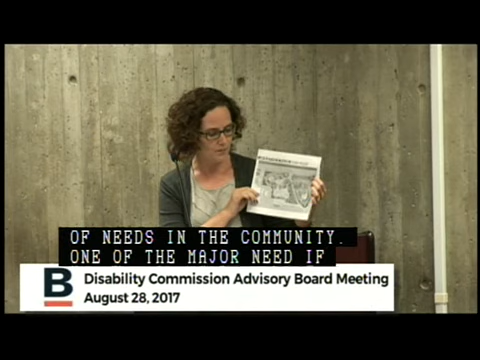 OF NEEDS IN THE COMMUNITY.
ONE OF THE MAJOR NEED IF
B
Disability Commission Advisory Board Meeting
August 28, 2017